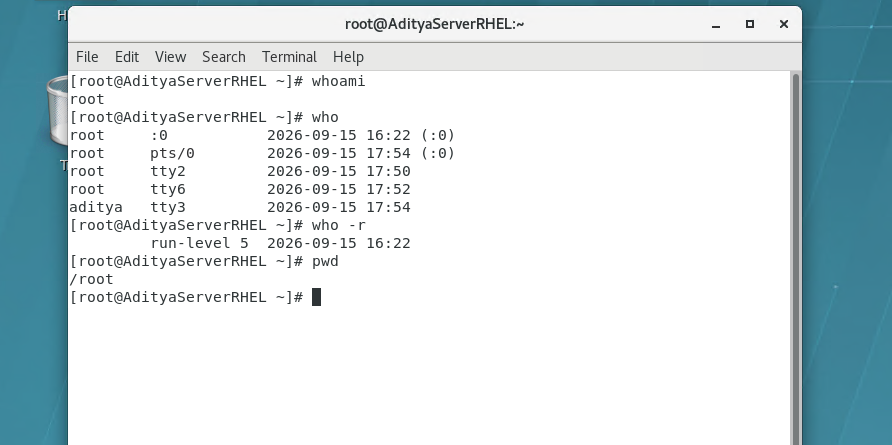 root@AdityaServerRHEL:~
File Edit View Search Terminal Help
[root@AdityaServerRHEL ~]# whoami
root
[root@AdityaServerRHEL ~]# who
root     :0           2026-09-15 16:22 (:0)
root     pts/0        2026-09-15 17:54 (:0)
root     tty2         2026-09-15 17:50
root     tty6         2026-09-15 17:52
aditya   tty3         2026-09-15 17:54
[root@AdityaServerRHEL ~]# who -r
         run-level 5  2026-09-15 16:22
[root@AdityaServerRHEL ~]# pwd
/root
[root@AdityaServerRHEL ~]#